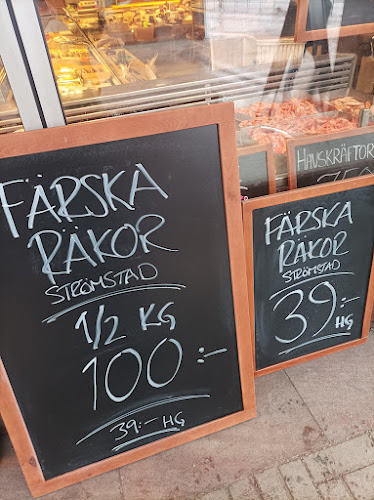 FÄRSKA
RÄKOR
STRÖMSTAD
1/2 KG
100:-
39:- HG
HAVSKRÄFTOR
FÄRSKA
RÄKOR
STRÖMSTAD
39:-
HG